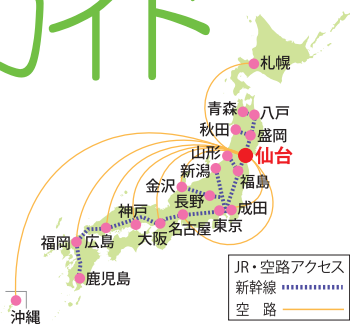 ガイド
札幌
青森
八戸
秋田
盛岡
山形
仙台
新潟
福島
金沢
長野
成田
神戸
東京
名古屋
福岡
広島
大阪
鹿児島
沖縄
JR・空路アクセス
新幹線
空 路